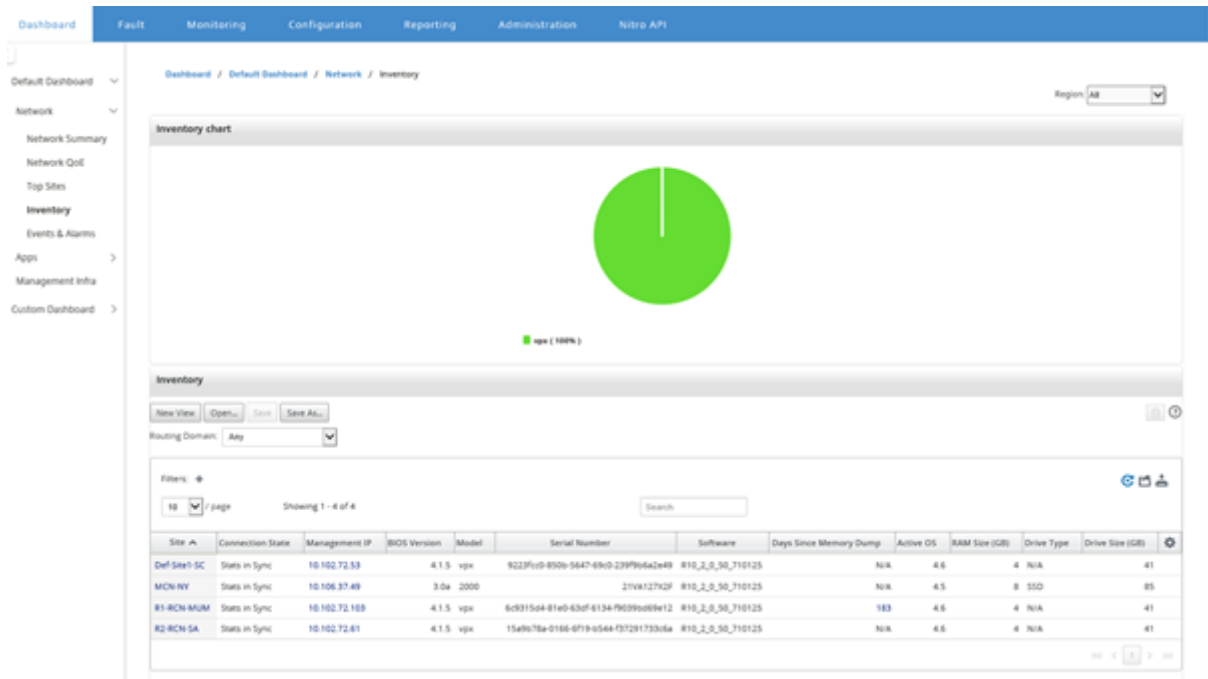 Dashboard Fault Monitoring Configuration Reporting Administration Nitro API
Dashboard / Default Dashboard / Network / Inventory
Region: All
Default Dashboard
Network
Network Summary
Network QoE
Top Sites
Inventory
Events & Alarms
Apps
Management Infra
Custom Dashboard
Inventory chart
vpx ( 100% )
Inventory
New View Open... Save Save As...
Routing Domain: Any
Filters:
10 / page Showing 1 - 4 of 4 Search
Site Connection State Management IP BIOS Version Model Serial Number Software Days Since Memory Dump Active OS RAM Size (GB) Drive Type Drive Size (GB)
Def-Site1-SC Stats in Sync 10.102.72.53 4.1.5 vpx R10_2_0_50_710125 N/A 4.6 4 N/A 41
MCN-NY Stats in Sync 10.106.37.49 3.0a 2000 21VA127X2F R10_2_0_50_710125 N/A 4.5 8 SSD 85
R1-RCN-MUM Stats in Sync 10.102.72.103 4.1.5 vpx R10_2_0_50_710125 183 4.6 4 N/A 41
R2-RCN-SA Stats in Sync 10.102.72.61 4.1.5 vpx R10_2_0_50_710125 N/A 4.6 4 N/A 41
1